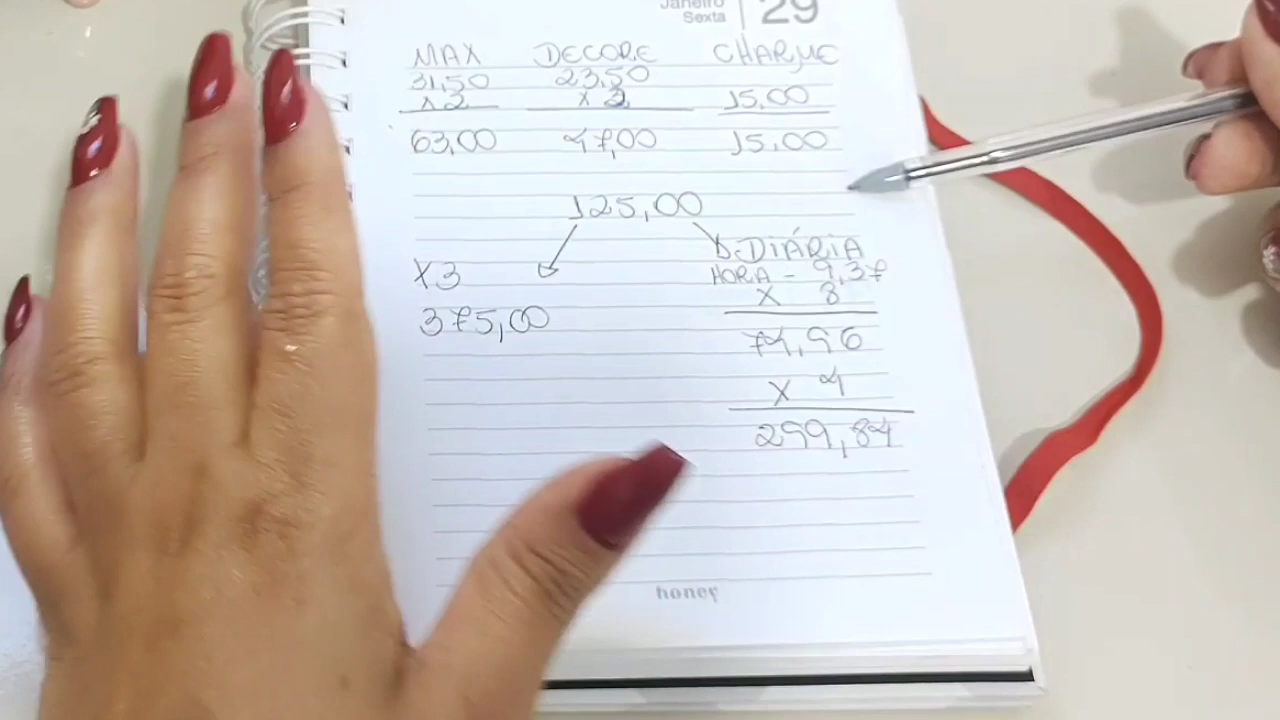 Janeiro 29
Sexta
MAX DECORE CHARME
31,50 23,50
x2 x 2 15,00
63,00 47,00 15,00
125,00
DIÁRIA
X3 HORA - 9,37
X 8
375,00
74,96
X 4
299,84
honey